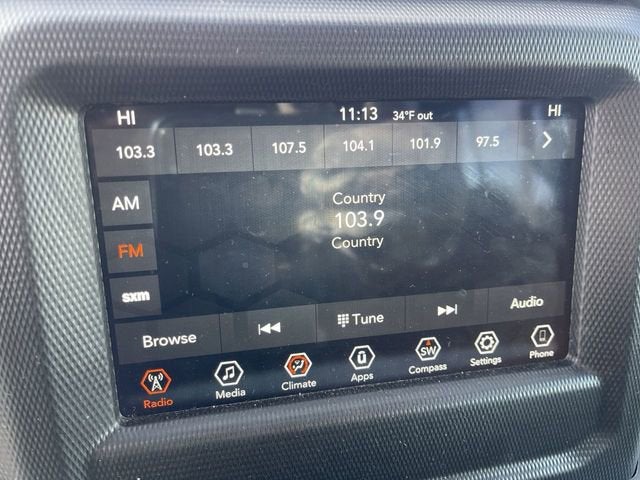 HI 11:13 34°F out HI
103.3 103.3 107.5 104.1 101.9 97.5
AM
Country
103.9
FM
Country
sxm
Browse Tune Audio
SW
Radio Media Climate Apps Compass Settings Phone